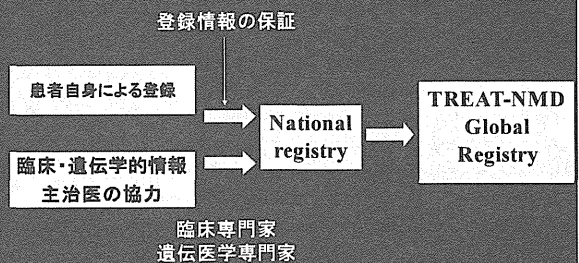 登録情報の保証
患者自身による登録
臨床・遺伝学的情報
主治医の協力
National
registry
TREAT-NMD
Global
Registry
臨床専門家
遺伝医学専門家